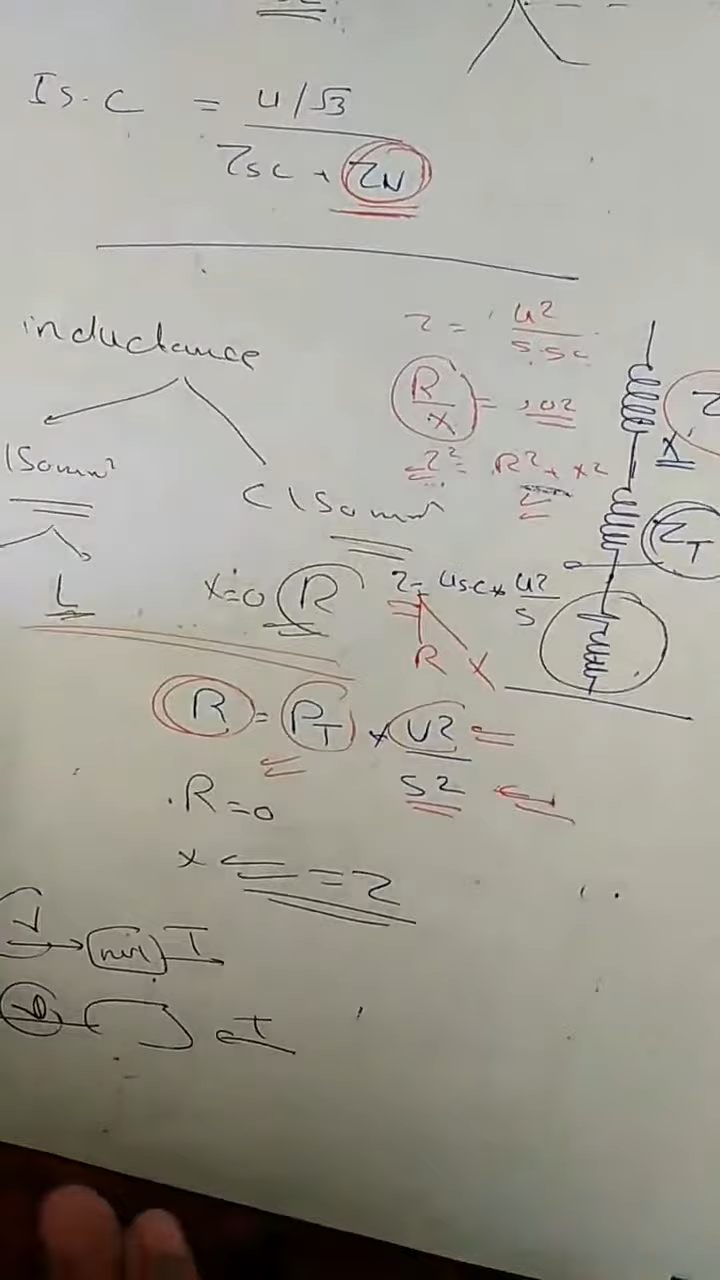 Is.C = U/√3
Zsc + ZN
inductance
Z = U2
S.sc
R
X
= .02
Z2 = R2 + X2
150mm²
C 150mm²
L
X=0 R
Z = Usc × U2
S
R X
X
ZT
R = PT × U2
S2
R=0
X = Z
I
I